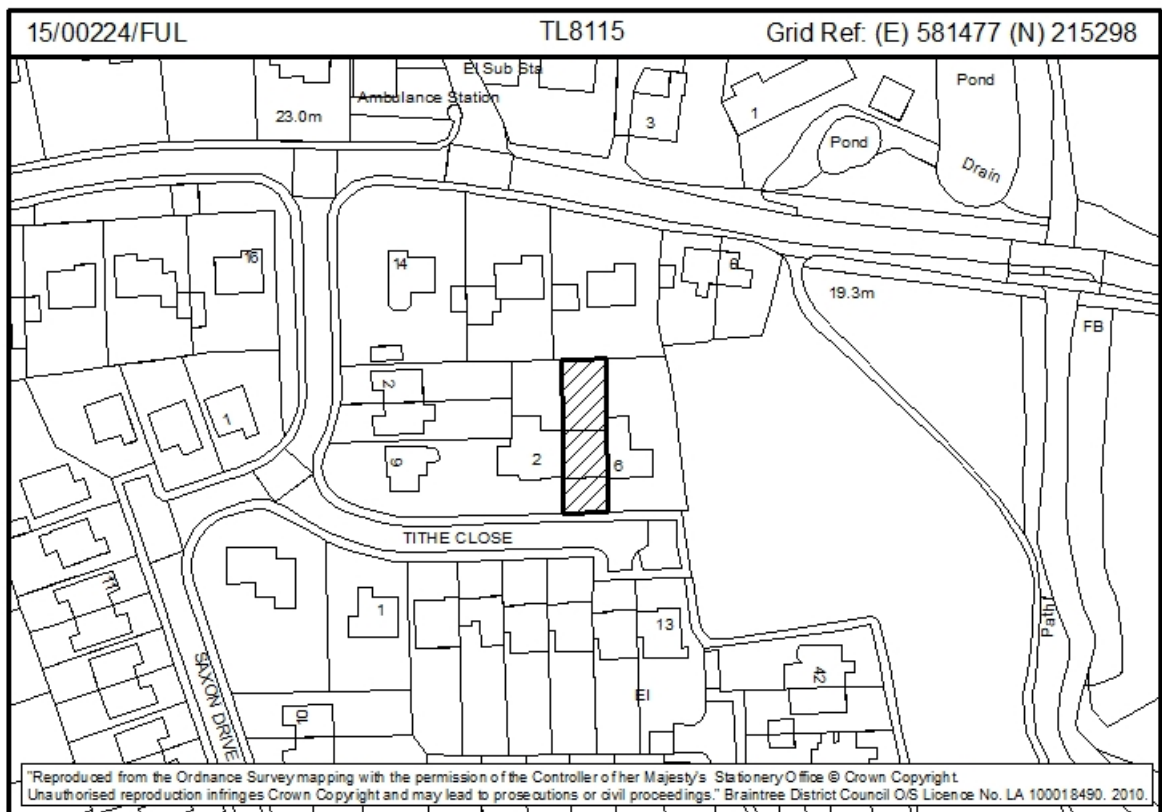 15/00224/FUL TL8115 Grid Ref: (E) 581477 (N) 215298
El Sub Sta
Ambulance Station
23.0m
3
1
Pond
Pond
Drain
16
14
6
19.3m
FB
2
1
9
2
6
TITHE CLOSE
11
1
13
Path
SAXON DRIVE
10
El
42
"Reproduced from the Ordnance Survey mapping with the permission of the Controller of her Majesty's Stationery Office © Crown Copyright.
Unauthorised reproduction infringes Crown Copyright and may lead to prosecutions or civil proceedings." Braintree District Council O/S Licence No. LA 100018490. 2010.